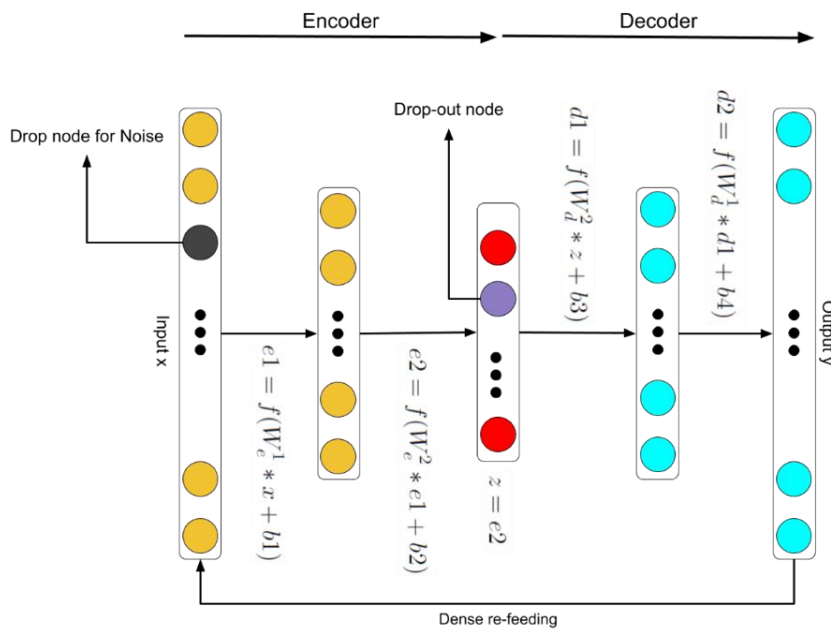 Encoder
Decoder
Drop node for Noise
Drop-out node
Input x
e1 = f(W_e^1 * x + b1)
e2 = f(W_e^2 * e1 + b2)
z = e2
d1 = f(W_d^2 * z + b3)
d2 = f(W_d^1 * d1 + b4)
Output y
Dense re-feeding